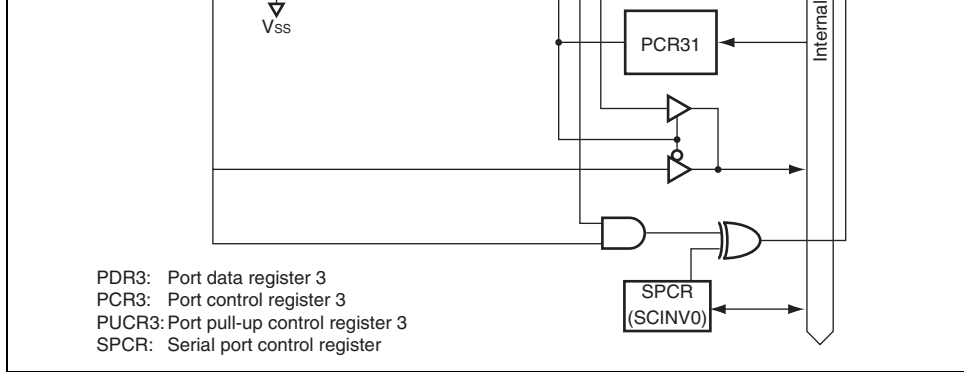 Vss
PCR31
Internal
SPCR
(SCINV0)
PDR3: Port data register 3
PCR3: Port control register 3
PUCR3: Port pull-up control register 3
SPCR: Serial port control register